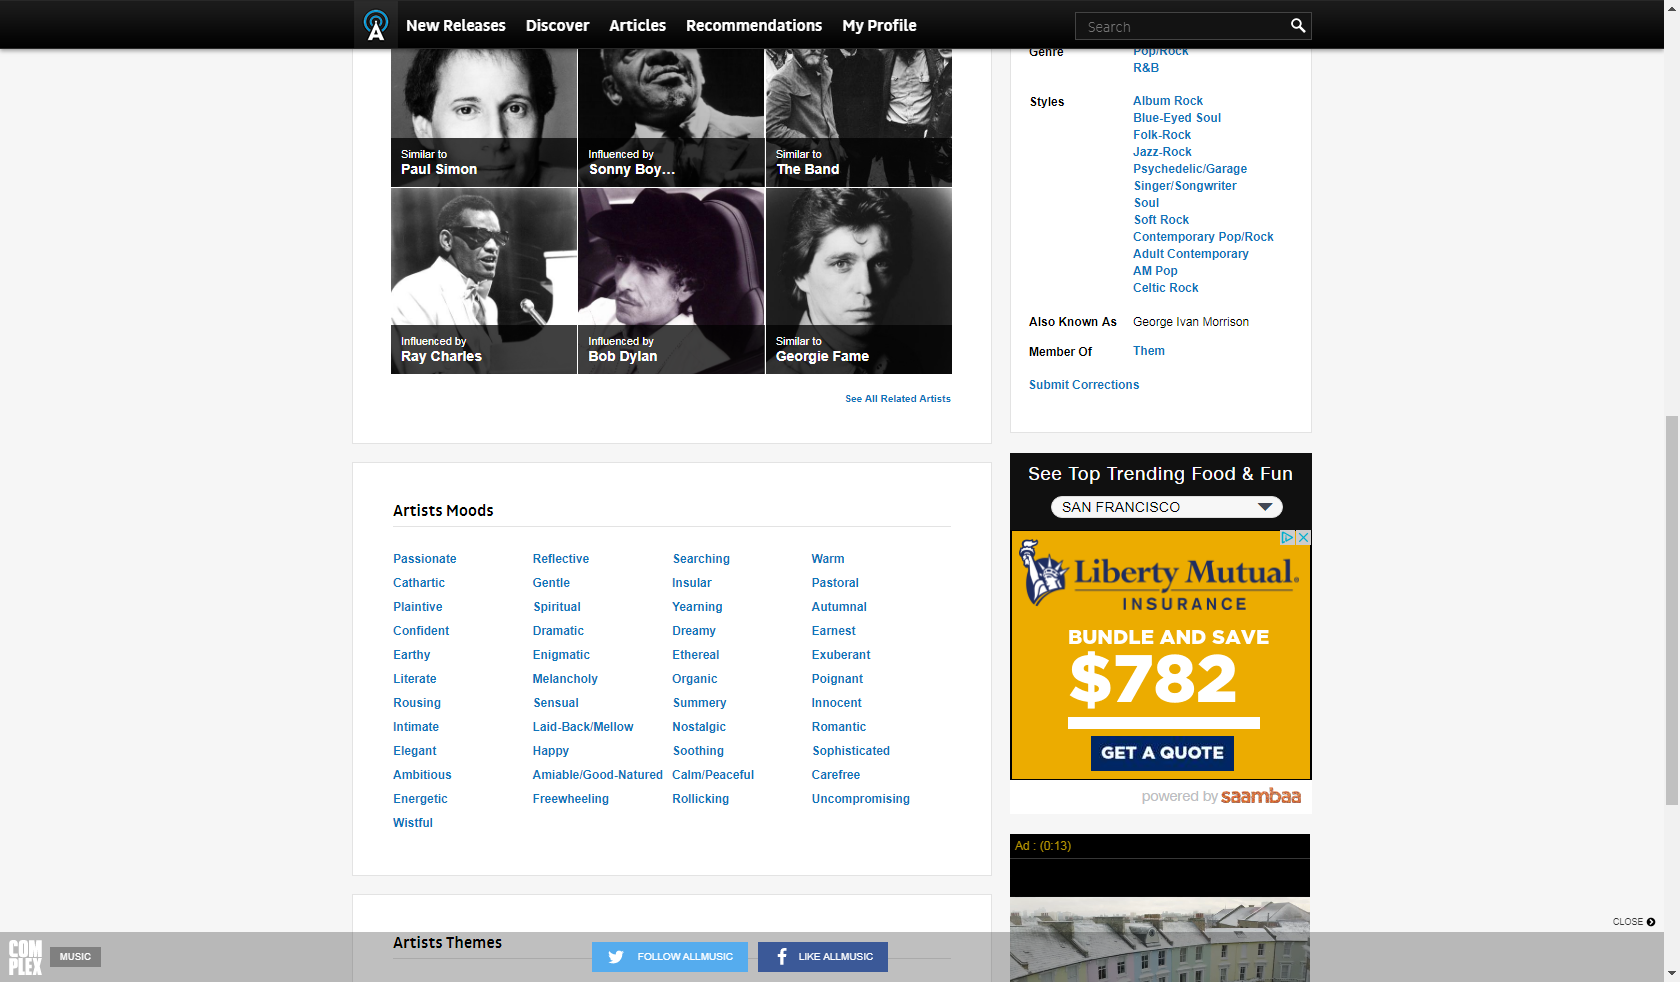 New Releases Discover Articles Recommendations My Profile Search
Similar to
Paul Simon
Influenced by
Sonny Boy...
Similar to
The Band
Influenced by
Ray Charles
Influenced by
Bob Dylan
Similar to
Georgie Fame
See All Related Artists
Genre Pop/Rock
R&B
Styles Album Rock
Blue-Eyed Soul
Folk-Rock
Jazz-Rock
Psychedelic/Garage
Singer/Songwriter
Soul
Soft Rock
Contemporary Pop/Rock
Adult Contemporary
AM Pop
Celtic Rock
Also Known As George Ivan Morrison
Member Of Them
Submit Corrections
Artists Moods
Passionate Reflective Searching Warm
Cathartic Gentle Insular Pastoral
Plaintive Spiritual Yearning Autumnal
Confident Dramatic Dreamy Earnest
Earthy Enigmatic Ethereal Exuberant
Literate Melancholy Organic Poignant
Rousing Sensual Summery Innocent
Intimate Laid-Back/Mellow Nostalgic Romantic
Elegant Happy Soothing Sophisticated
Ambitious Amiable/Good-Natured Calm/Peaceful Carefree
Energetic Freewheeling Rollicking Uncompromising
Wistful
See Top Trending Food & Fun
SAN FRANCISCO
Liberty Mutual.
INSURANCE
BUNDLE AND SAVE
$782
GET A QUOTE
powered by saambaa
Ad : (0:13)
CLOSE
Artists Themes
COMPLEX
MUSIC
FOLLOW ALLMUSIC
LIKE ALLMUSIC